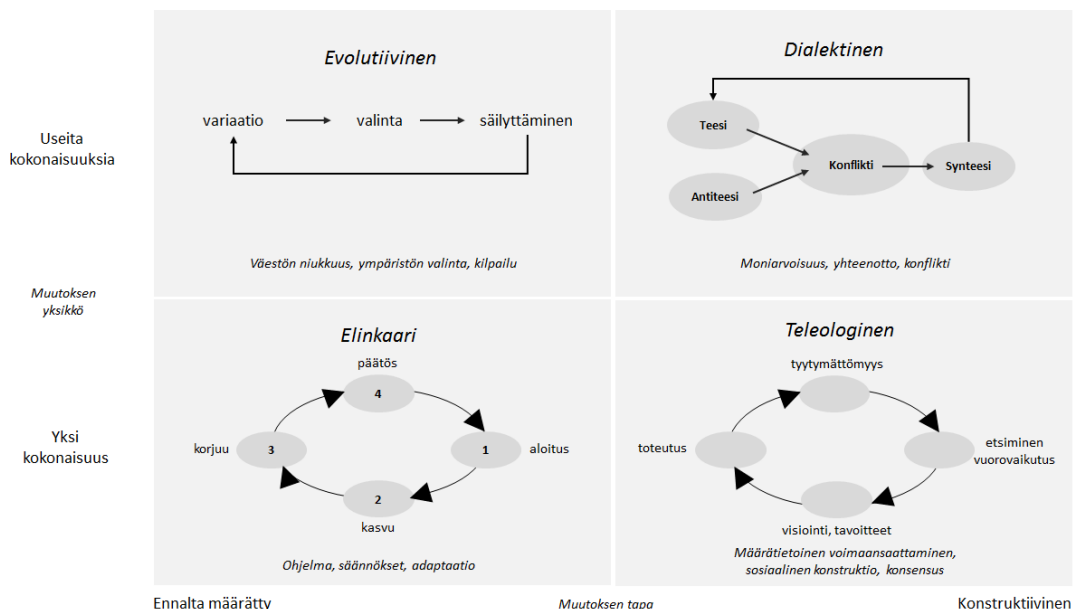 Evolutiivinen
variaatio
valinta
säilyttäminen
Väestön niukkuus, ympäristön valinta, kilpailu
Dialektinen
Teesi
Konflikti
Synteesi
Antiteesi
Moniarvoisuus, yhteenotto, konflikti
Useita
kokonaisuuksia
Muutoksen
yksikkö
Yksi
kokonaisuus
Elinkaari
päätös
4
korjuu
3
1
aloitus
2
kasvu
Ohjelma, säännökset, adaptaatio
Teleologinen
tyytymättömyys
toteutus
etsiminen
vuorovaikutus
visiointi, tavoitteet
Määrätietoinen voimaansaattaminen,
sosiaalinen konstruktio, konsensus
Ennalta määrätty
Muutoksen tapa
Konstruktiivinen